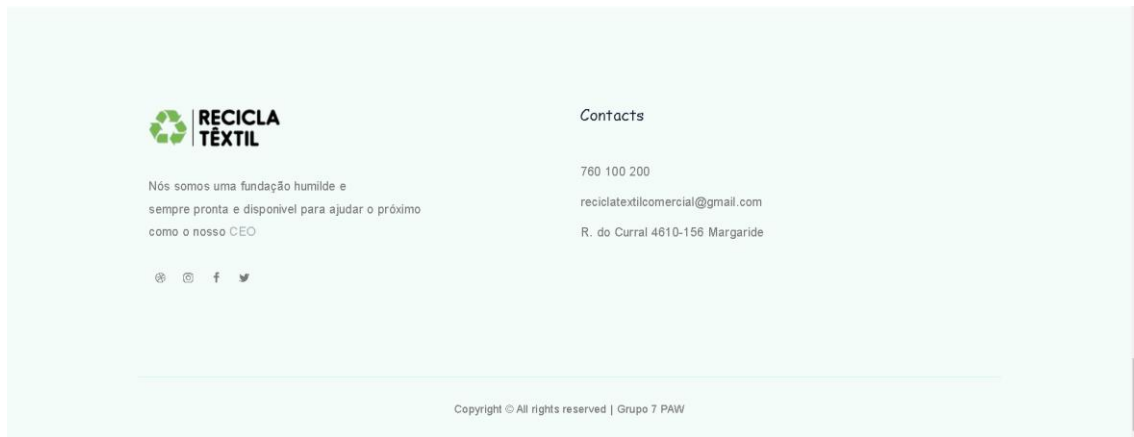 RECICLA
TÊXTIL
Nós somos uma fundação humilde e
sempre pronta e disponivel para ajudar o próximo
como o nosso CEO
Contacts
760 100 200
reciclatextilcomercial@gmail.com
R. do Curral 4610-156 Margaride
Copyright © All rights reserved | Grupo 7 PAW